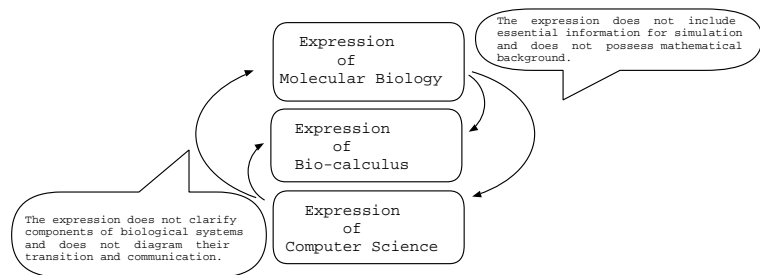 The expression does not include
essential information for simulation
and does not possess mathematical
background.
Expression
of
Molecular Biology
Expression
of
Bio-calculus
Expression
of
Computer Science
The expression does not clarify
components of biological systems
and does not diagram their
transition and communication.